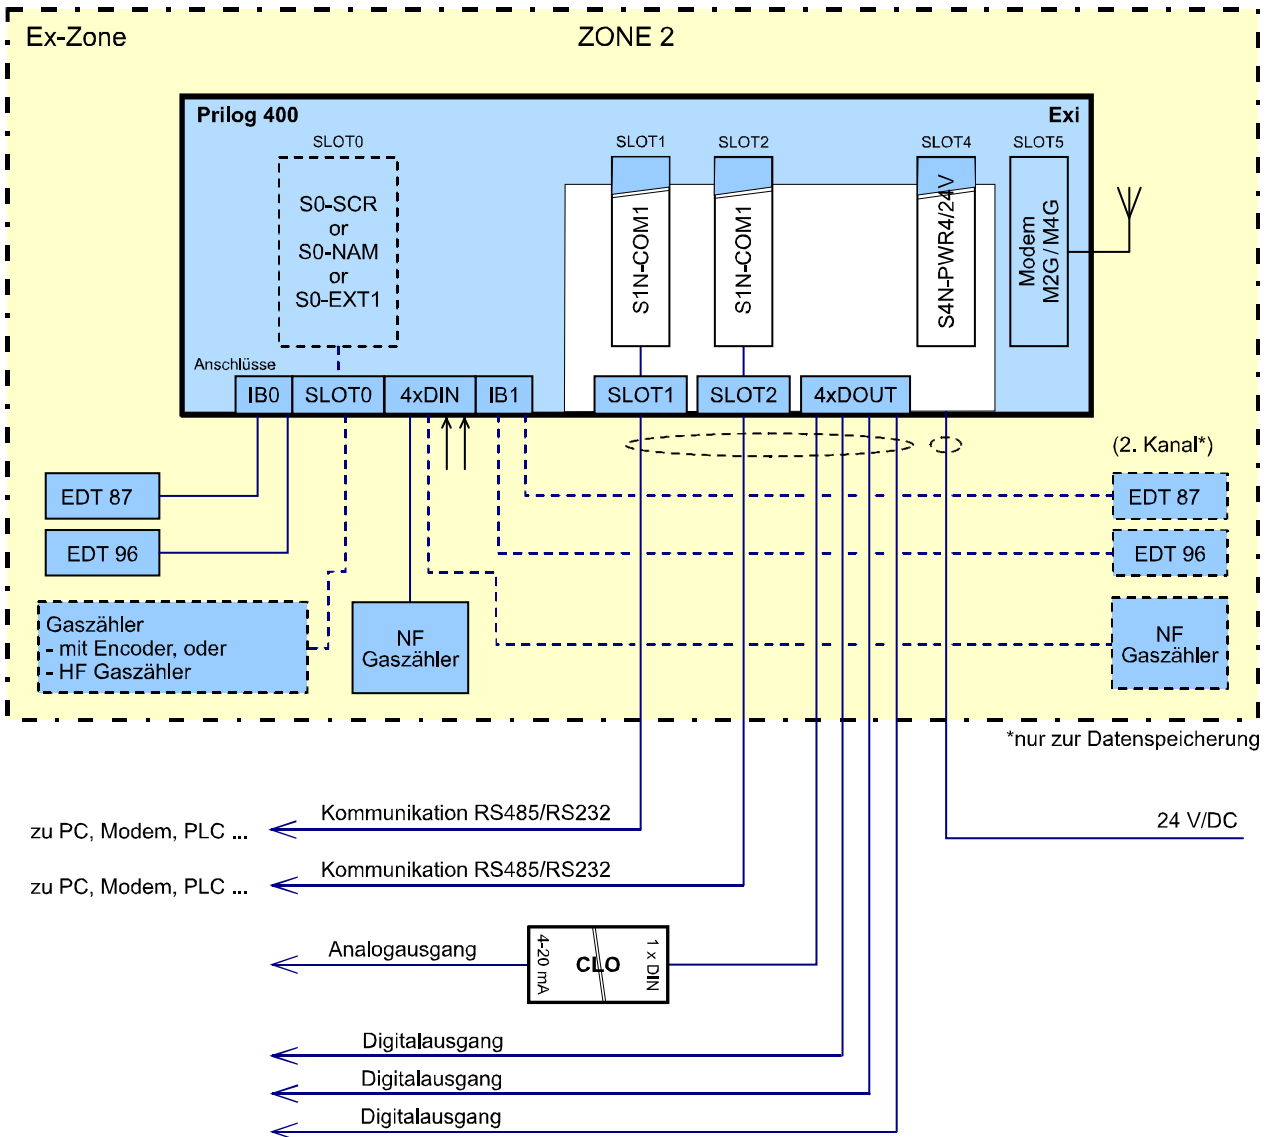 Ex-Zone
ZONE 2
Prilog 400
Exi
SLOT0
SLOT1
SLOT2
SLOT4
SLOT5
S0-SCR
or
S0-NAM
or
S0-EXT1
S1N-COM1
S1N-COM1
S4N-PWR4/24V
Modem
M2G/M4G
Anschlüsse
IB0
SLOT0
4xDIN
IB1
SLOT1
SLOT2
4xDOUT
(2. Kanal*)
EDT 87
EDT 87
EDT 96
EDT 96
Gaszähler
- mit Encoder, oder
- HF Gaszähler
NF
Gaszähler
NF
Gaszähler
*nur zur Datenspeicherung
Kommunikation RS485/RS232
zu PC, Modem, PLC ...
24 V/DC
Kommunikation RS485/RS232
zu PC, Modem, PLC ...
Analogausgang
4-20 mA
CLO
1 x DIN
Digitalausgang
Digitalausgang
Digitalausgang